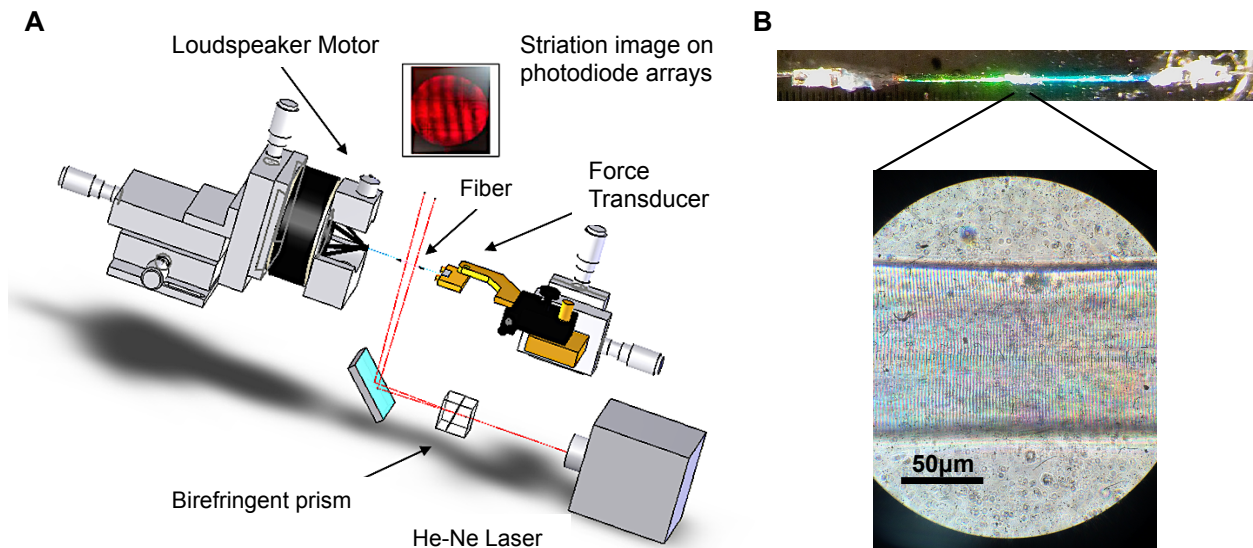 A
Loudspeaker Motor
Striation image on
photodiode arrays
Fiber
Force
Transducer
Birefringent prism
He-Ne Laser
B
50μm